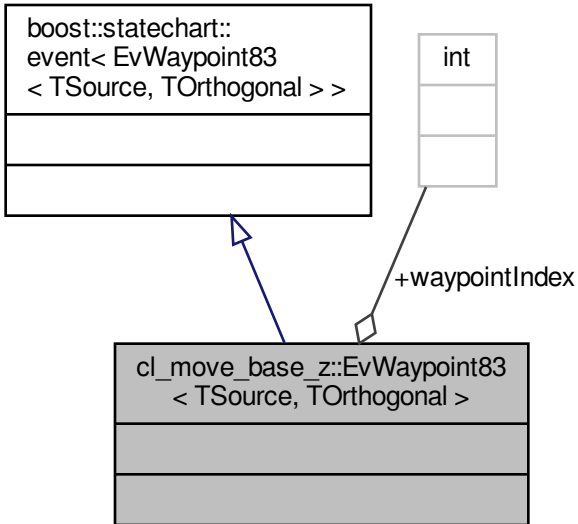 boost::statechart::
event< EvWaypoint83
< TSource, TOrthogonal > >
int
+waypointIndex
cl_move_base_z::EvWaypoint83
< TSource, TOrthogonal >